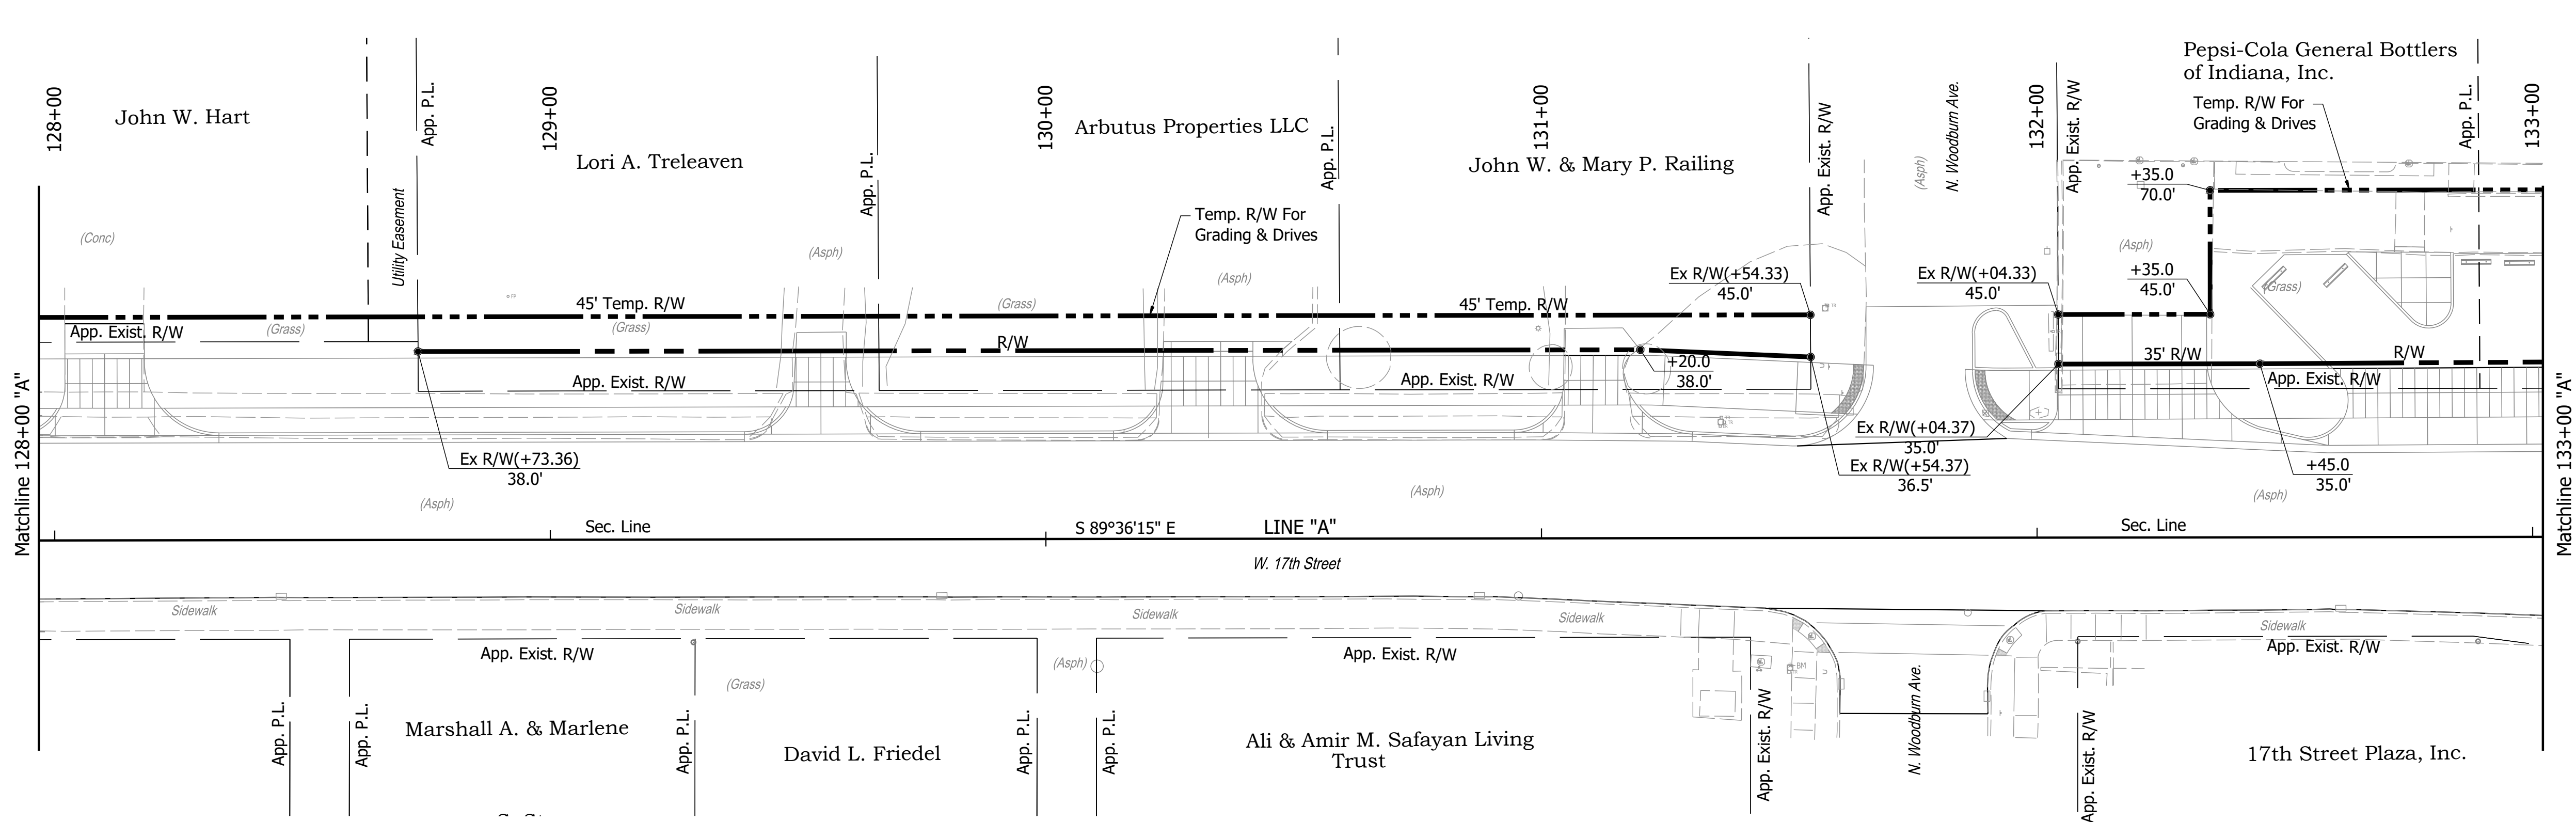 Pepsi-Cola General Bottlers
of Indiana, Inc.
Temp. R/W For
Grading & Drives
128+00
John W. Hart
App. P.L.
129+00
Lori A. Treleaven
App. P.L.
130+00
Arbutus Properties LLC
App. P.L.
131+00
John W. & Mary P. Railing
App. Exist. R/W
(Asph)
N. Woodburn Ave.
132+00
App. Exist. R/W
App. P.L.
133+00
+35.0
70.0'
Utility Easement
(Conc)
(Asph)
Temp. R/W For
Grading & Drives
(Asph)
(Asph)
Ex R/W(+54.33)
45.0'
Ex R/W(+04.33)
45.0'
+35.0
45.0'
(Grass)
45' Temp. R/W
(Grass)
45' Temp. R/W
App. Exist. R/W
(Grass)
(Grass)
R/W
+20.0
38.0'
35' R/W
R/W
App. Exist. R/W
App. Exist. R/W
App. Exist. R/W
Ex R/W(+73.36)
38.0'
Ex R/W(+04.37)
35.0'
Ex R/W(+54.37)
36.5'
+45.0
35.0'
(Asph)
(Asph)
(Asph)
Matchline 128+00 "A"
Matchline 133+00 "A"
Sec. Line
S 89°36'15" E
LINE "A"
Sec. Line
W. 17th Street
Sidewalk
Sidewalk
Sidewalk
Sidewalk
Sidewalk
App. Exist. R/W
(Asph)
App. Exist. R/W
BM
App. Exist. R/W
(Grass)
App. P.L.
App. P.L.
Marshall A. & Marlene
App. P.L.
David L. Friedel
App. P.L.
App. P.L.
Ali & Amir M. Safayan Living
Trust
App. Exist. R/W
N. Woodburn Ave.
App. Exist. R/W
17th Street Plaza, Inc.